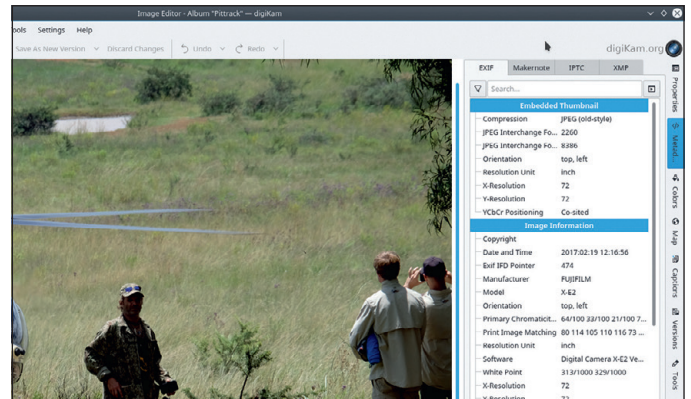 Image Editor - Album "Pittrack" — digiKam
ools Settings Help
Save As New Version Discard Changes Undo Redo digiKam.org
EXIF Makernote IPTC XMP
Search...
Embedded Thumbnail
Compression JPEG (old-style)
JPEG Interchange Fo... 2260
JPEG Interchange Fo... 8386
Orientation top, left
Resolution Unit inch
X-Resolution 72
Y-Resolution 72
YCbCr Positioning Co-sited
Image Information
Copyright
Date and Time 2017:02:19 12:16:56
Exif IFD Pointer 474
Manufacturer FUJIFILM
Model X-E2
Orientation top, left
Primary Chromaticit... 64/100 33/100 21/100 7...
Print Image Matching 80 114 105 110 116 73 ...
Resolution Unit inch
Software Digital Camera X-E2 Ve...
White Point 313/1000 329/1000
X-Resolution 72
Y-Resolution 72
Properties
Metad...
Colors
Map
Captions
Versions
Tools